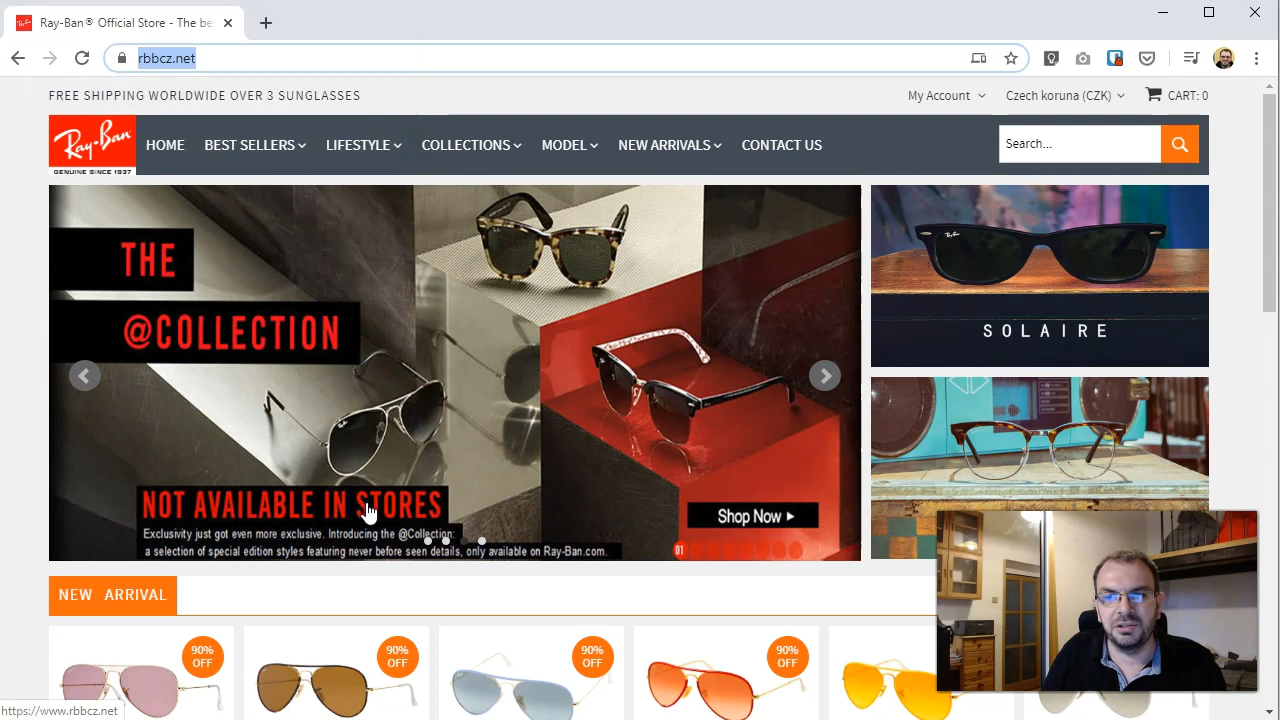 Ray-Ban® Official Store - The be
rbbcz.net
FREE SHIPPING WORLDWIDE OVER 3 SUNGLASSES
My Account
Czech koruna (CZK)
CART: 0
Ray-Ban
GENUINE SINCE 1937
HOME
BEST SELLERS
LIFESTYLE
COLLECTIONS
MODEL
NEW ARRIVALS
CONTACT US
Search...
THE
@COLLECTION
NOT AVAILABLE IN STORES
Exclusivity just got even more exclusive. Introducing the @Collection:
a selection of special edition styles featuring never before seen details, only available on Ray-Ban.com.
Shop Now
01
Ray-Ban
SOLAIRE
NEW ARRIVAL
90%
OFF
90%
OFF
90%
OFF
90%
OFF
https://www.rbbcz.net